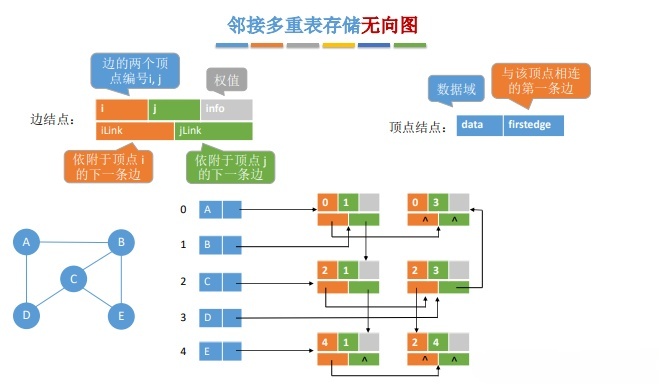 邻接多重表存储无向图
边的两个顶
点编号i, j
权值
边结点：
i j info
iLink jLink
依附于顶点 i
的下一条边
依附于顶点 j
的下一条边
数据域
与该顶点相连
的第一条边
顶点结点：
data firstedge
A B
C
D E
0 A
1 B
2 C
3 D
4 E
0 1
0 3
^ ^
2 1
2 3
4 1
^
2 4
^ ^